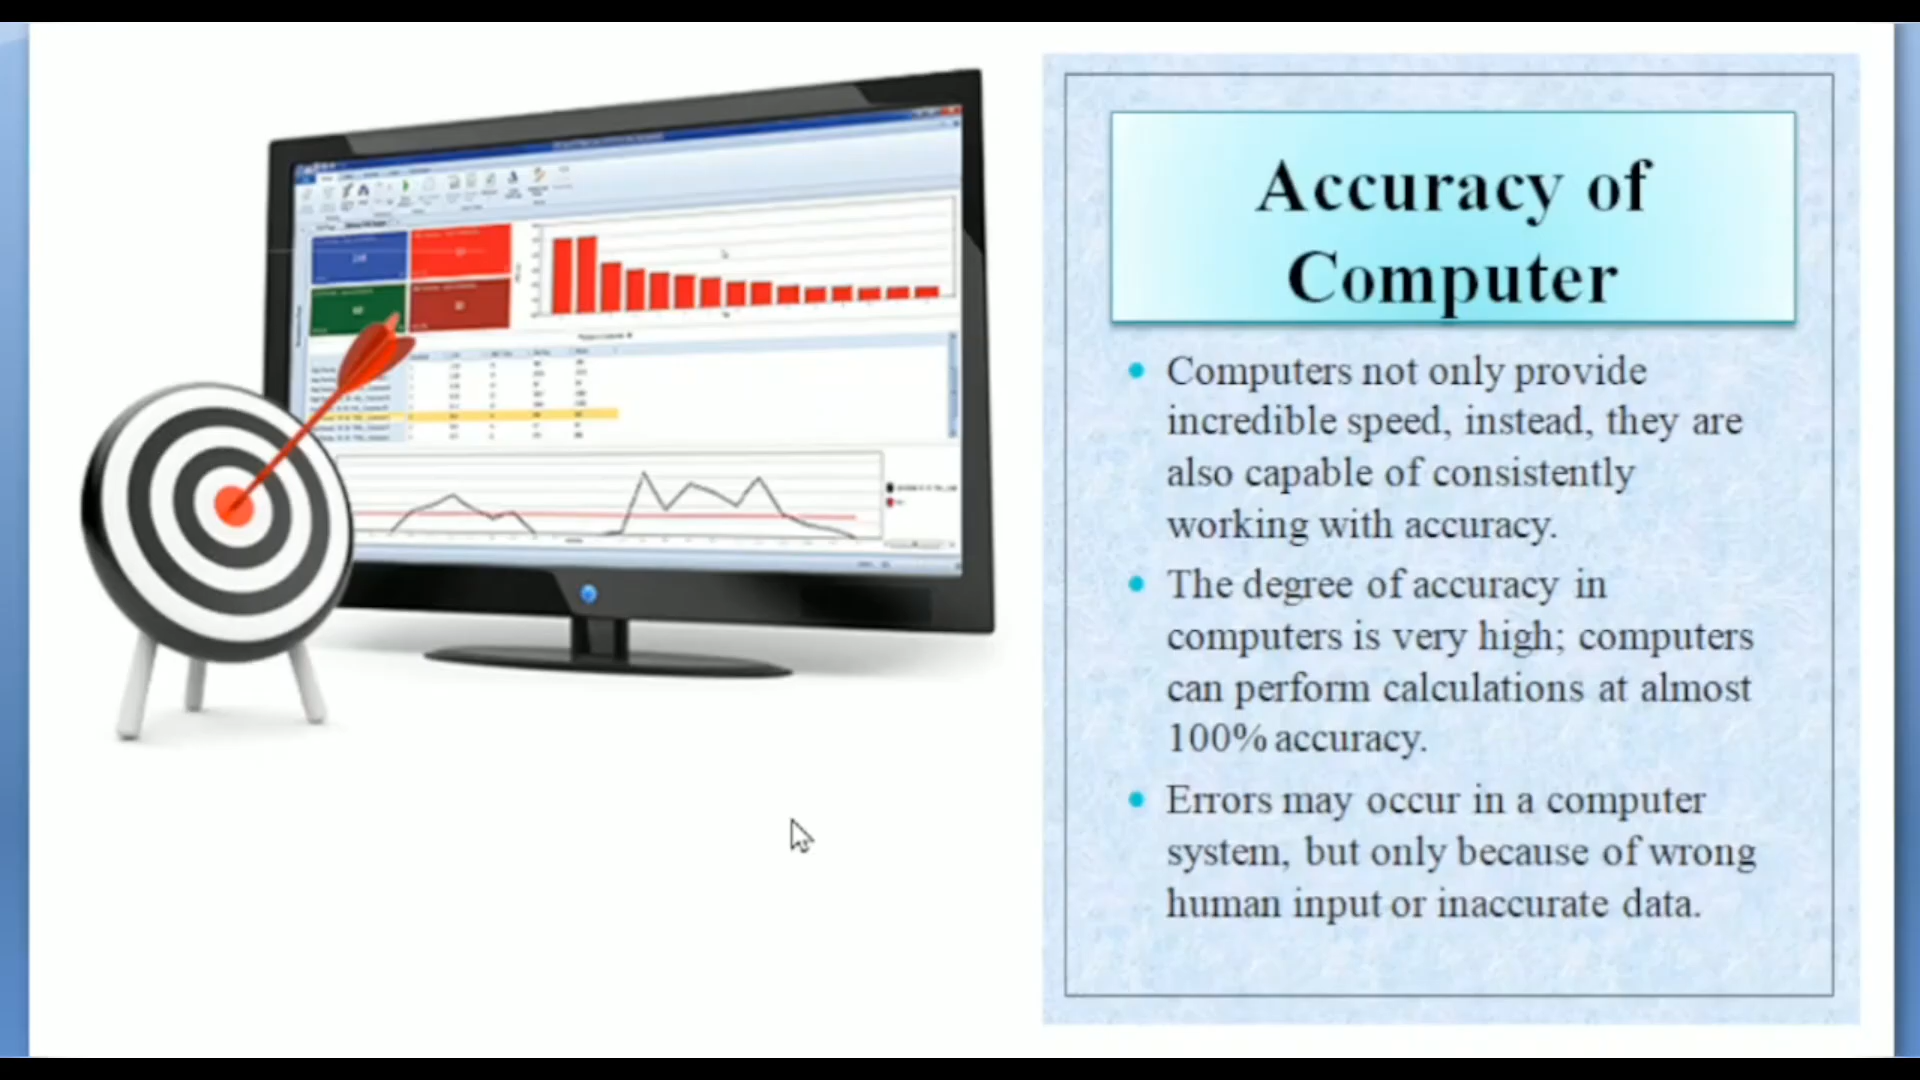 Accuracy of
Computer
Computers not only provide
incredible speed, instead, they are
also capable of consistently
working with accuracy.
The degree of accuracy in
computers is very high; computers
can perform calculations at almost
100% accuracy.
Errors may occur in a computer
system, but only because of wrong
human input or inaccurate data.